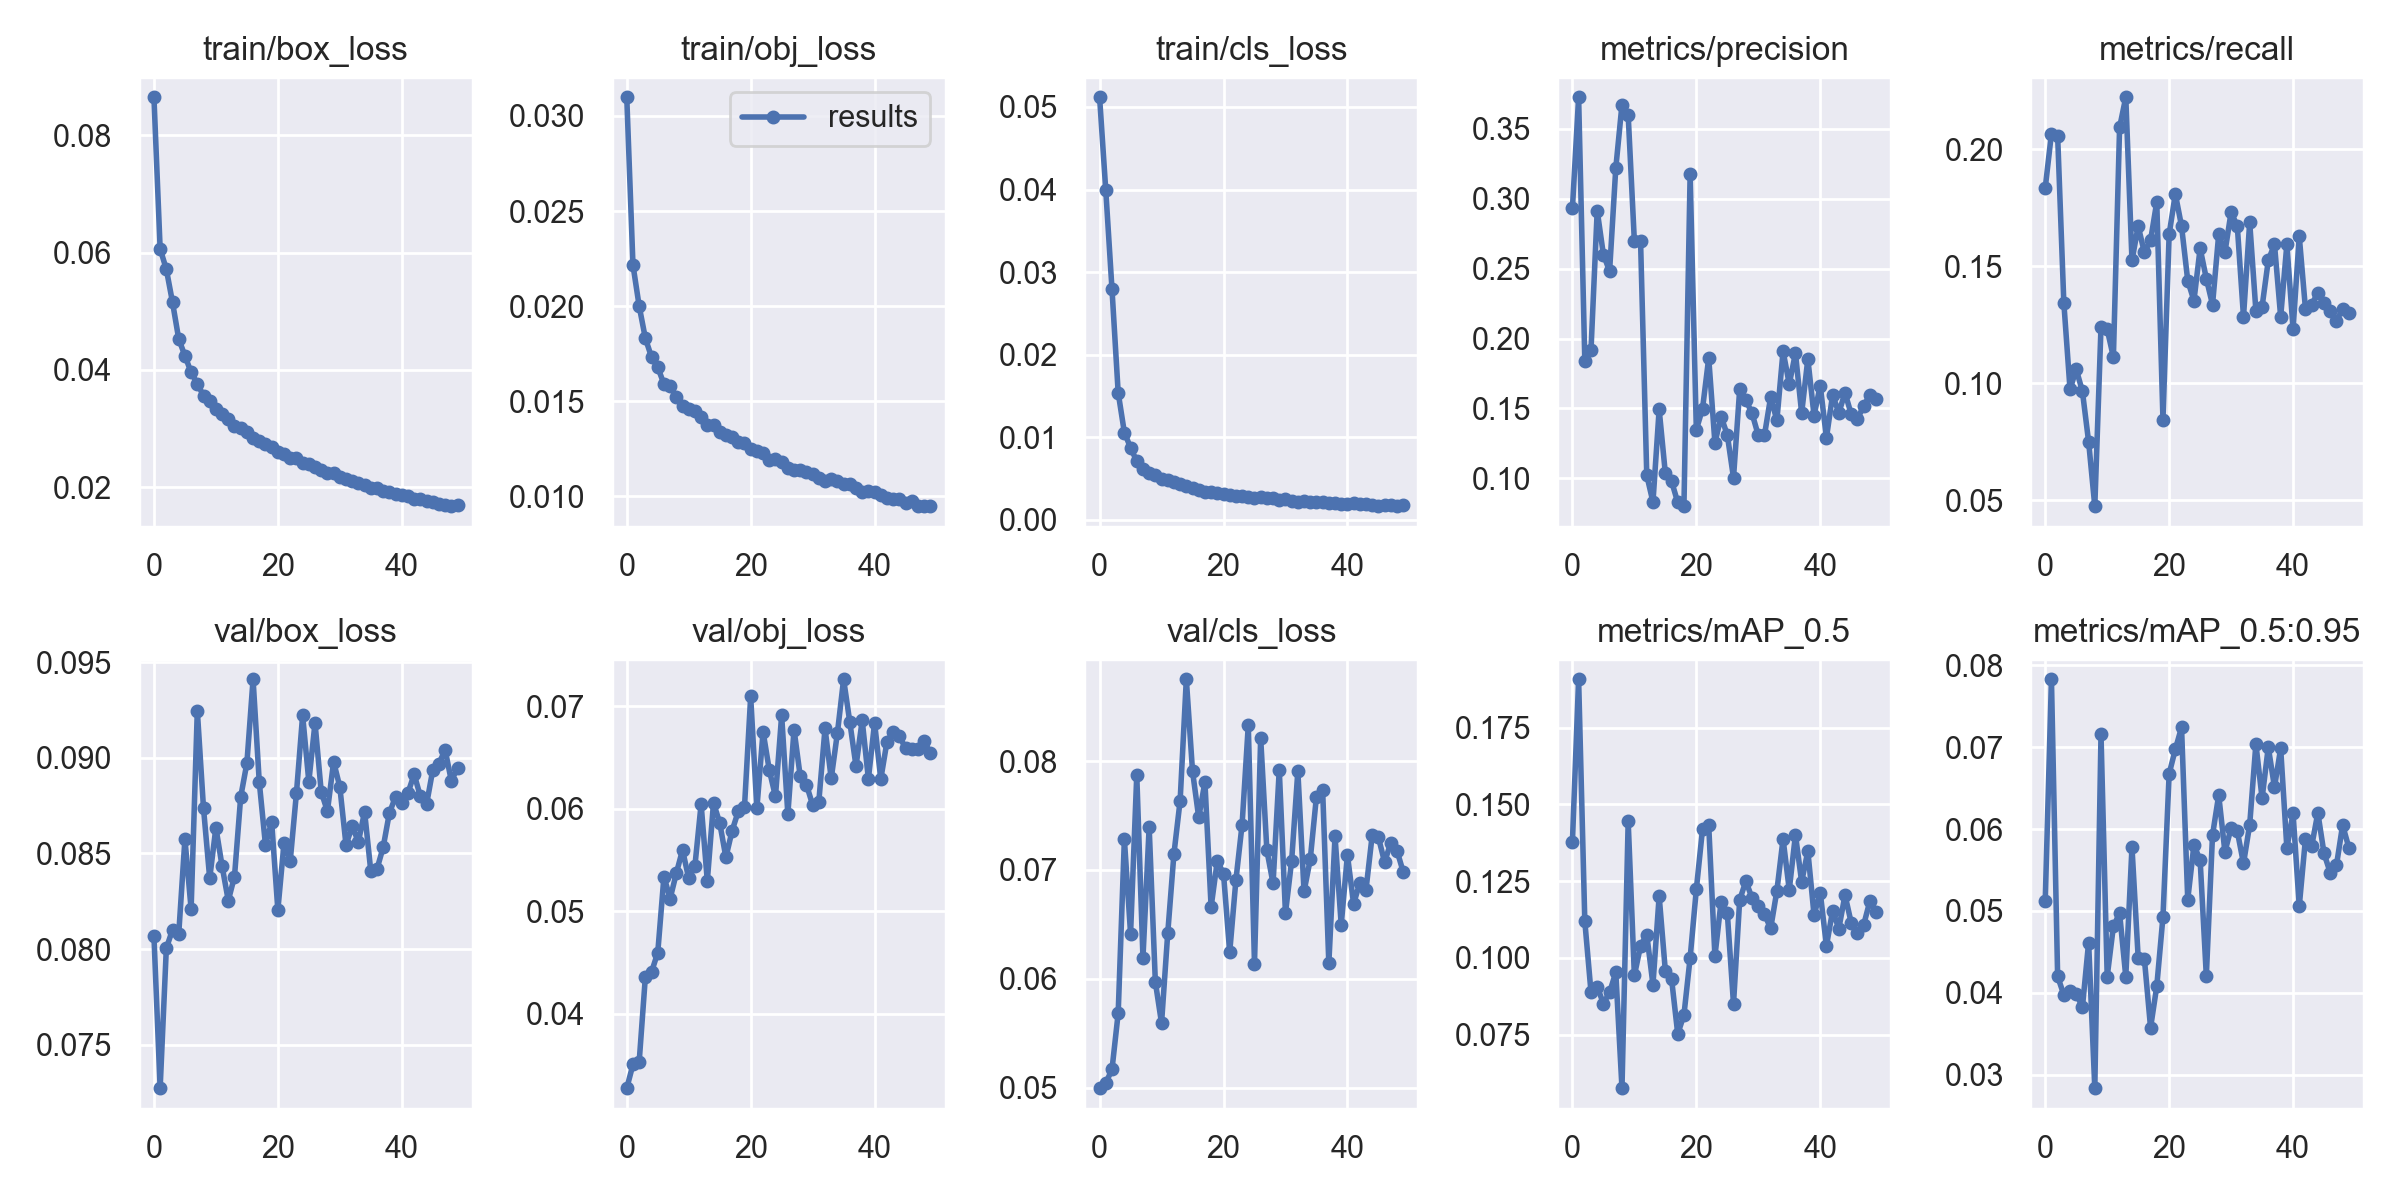 train/box_loss
0.08
0.06
0.04
0.02
0 20 40
train/obj_loss
results
0.030
0.025
0.020
0.015
0.010
0 20 40
train/cls_loss
0.05
0.04
0.03
0.02
0.01
0.00
0 20 40
metrics/precision
0.35
0.30
0.25
0.20
0.15
0.10
0 20 40
metrics/recall
0.20
0.15
0.10
0.05
0 20 40
val/box_loss
0.095
0.090
0.085
0.080
0.075
0 20 40
val/obj_loss
0.07
0.06
0.05
0.04
0 20 40
val/cls_loss
0.08
0.07
0.06
0.05
0 20 40
metrics/mAP_0.5
0.175
0.150
0.125
0.100
0.075
0 20 40
metrics/mAP_0.5:0.95
0.08
0.07
0.06
0.05
0.04
0.03
0 20 40